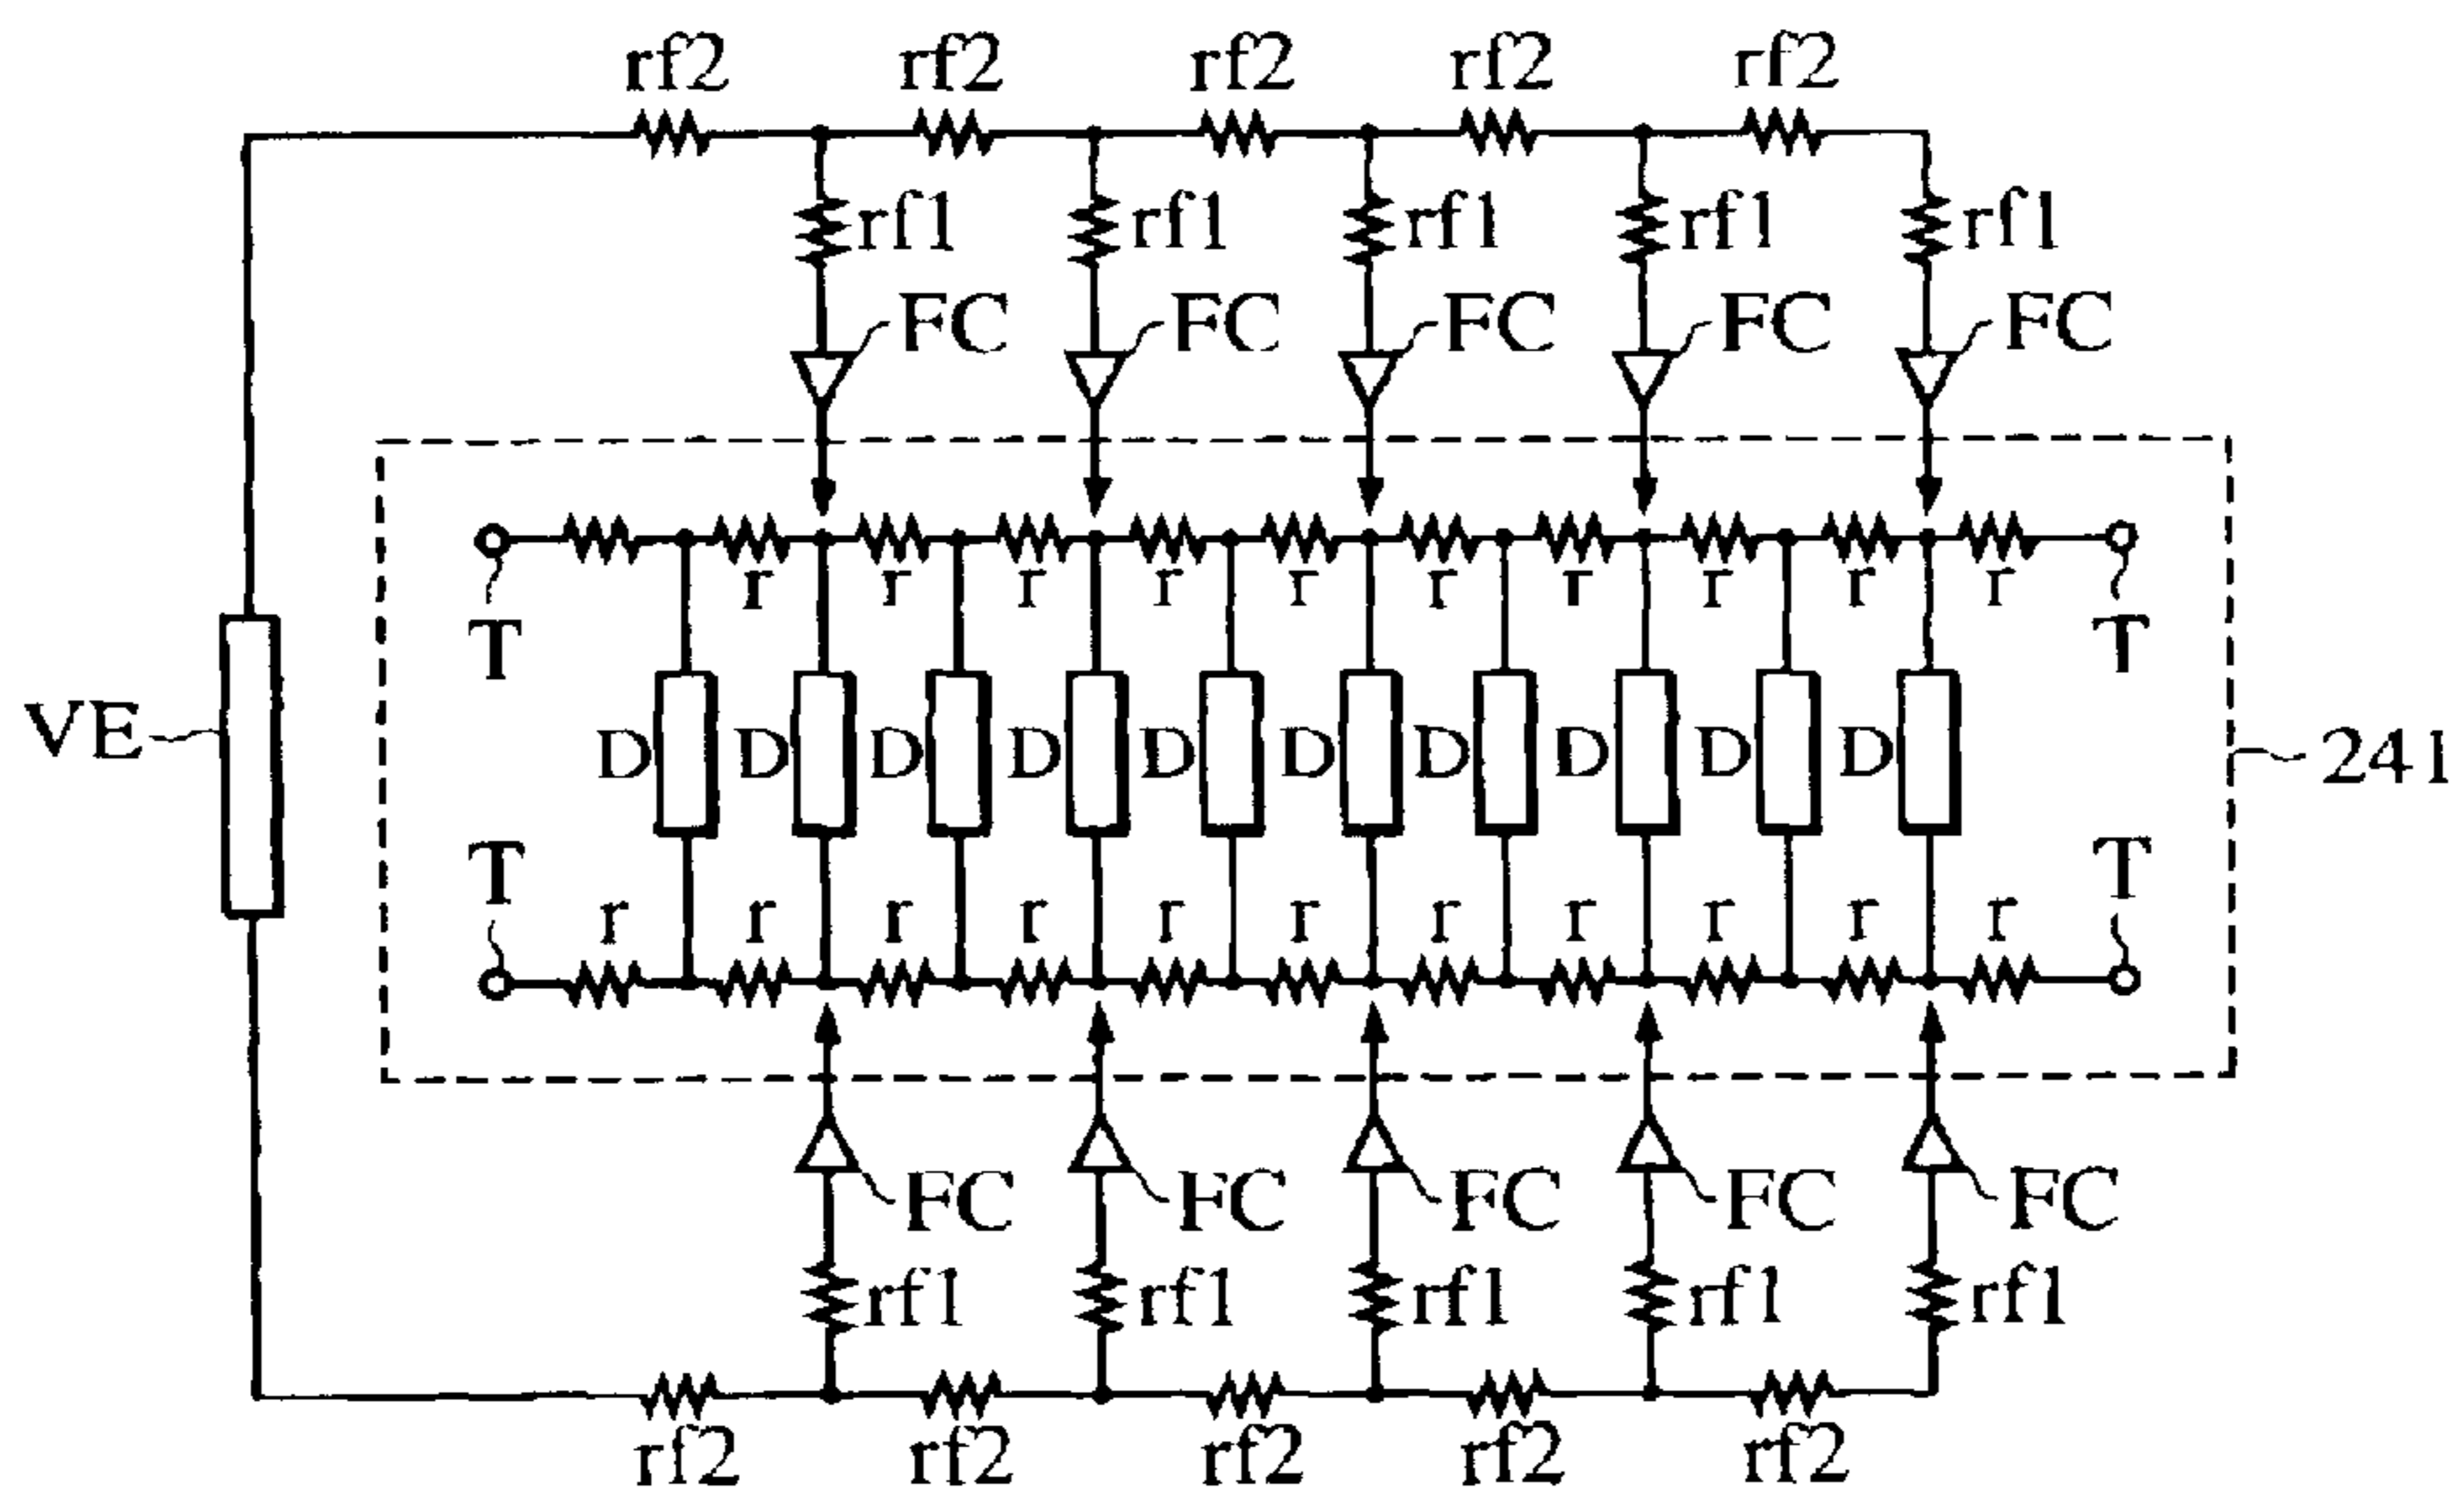 rf2 rf2 rf2 rf2 rf2
rf1 rf1 rf1 rf1 rf1
FC FC FC FC FC
r r r r r r r r r r
T T
VE D D D D D D D D D D 241
T T
r r r r r r r r r r r
FC FC FC FC FC
rf1 rf1 rf1 rf1 rf1
rf2 rf2 rf2 rf2 rf2